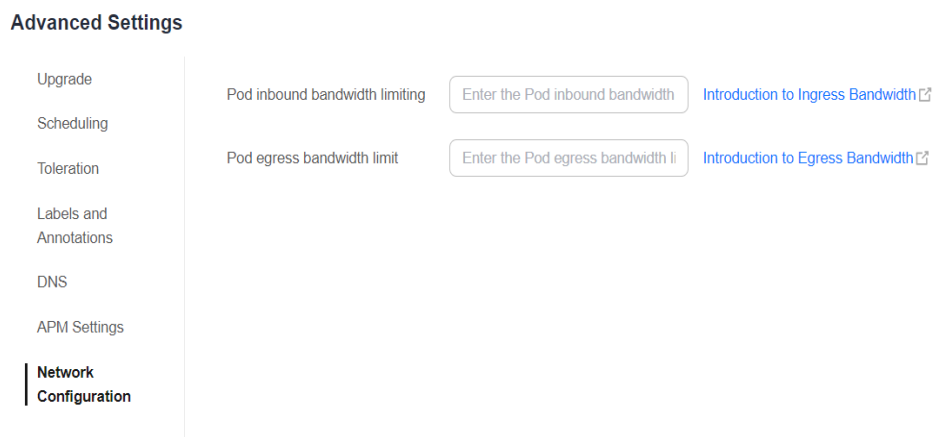 Advanced Settings
Upgrade
Scheduling
Toleration
Labels and
Annotations
DNS
APM Settings
Network
Configuration
Pod inbound bandwidth limiting
Enter the Pod inbound bandwidth
Introduction to Ingress Bandwidth
Pod egress bandwidth limit
Enter the Pod egress bandwidth li
Introduction to Egress Bandwidth